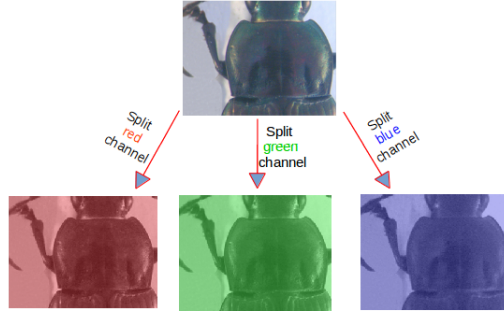 Split
red
channel
Split
green
channel
Split
blue
channel